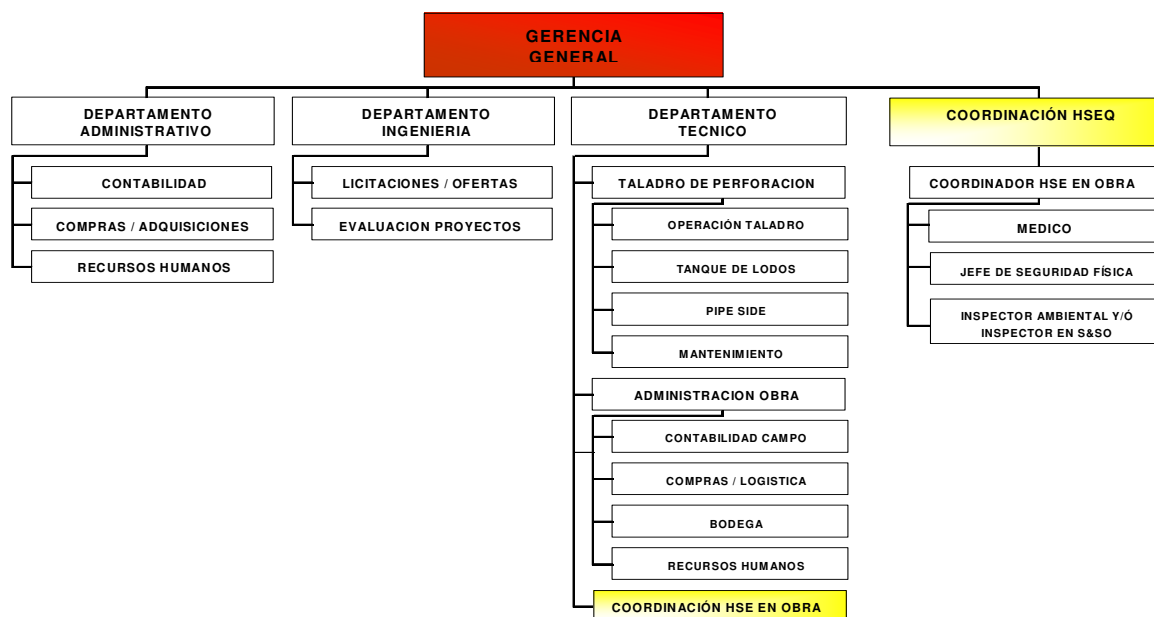 GERENCIA
GENERAL
DEPARTAMENTO
ADMINISTRATIVO
CONTABILIDAD
COMPRAS / ADQUISICIONES
RECURSOS HUMANOS
DEPARTAMENTO
INGENIERIA
LICITACIONES / OFERTAS
EVALUACION PROYECTOS
DEPARTAMENTO
TECNICO
TALADRO DE PERFORACION
OPERACIÓN TALADRO
TANQUE DE LODOS
PIPE SIDE
MANTENIMIENTO
ADMINISTRACION OBRA
CONTABILIDAD CAMPO
COMPRAS / LOGISTICA
BODEGA
RECURSOS HUMANOS
COORDINACIÓN HSE EN OBRA
COORDINACIÓN HSEQ
COORDINADOR HSE EN OBRA
MEDICO
JEFE DE SEGURIDAD FÍSICA
INSPECTOR AMBIENTAL Y/Ó
INSPECTOR EN S&SO